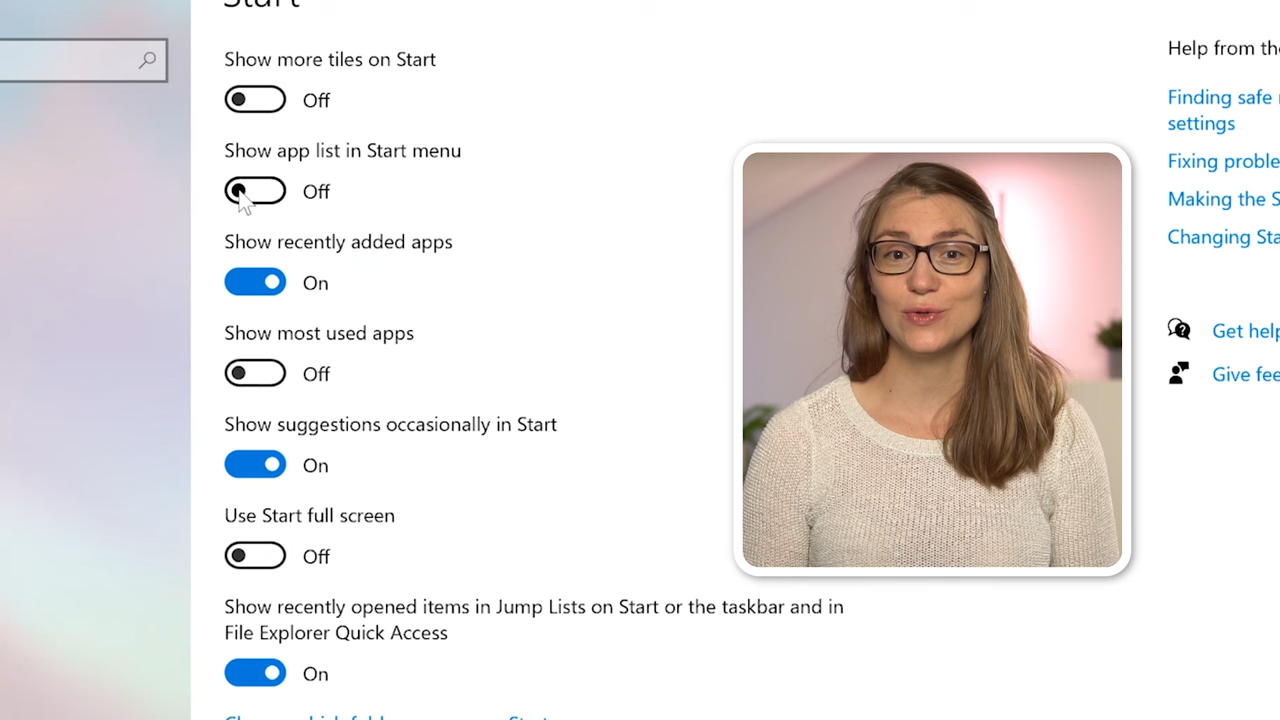 Start
Show more tiles on Start
Off
Show app list in Start menu
Off
Show recently added apps
On
Show most used apps
Off
Show suggestions occasionally in Start
On
Use Start full screen
Off
Show recently opened items in Jump Lists on Start or the taskbar and in
File Explorer Quick Access
On
Start
Help from the
Finding safe
settings
Fixing proble
Making the S
Changing Sta
Get help
Give fee